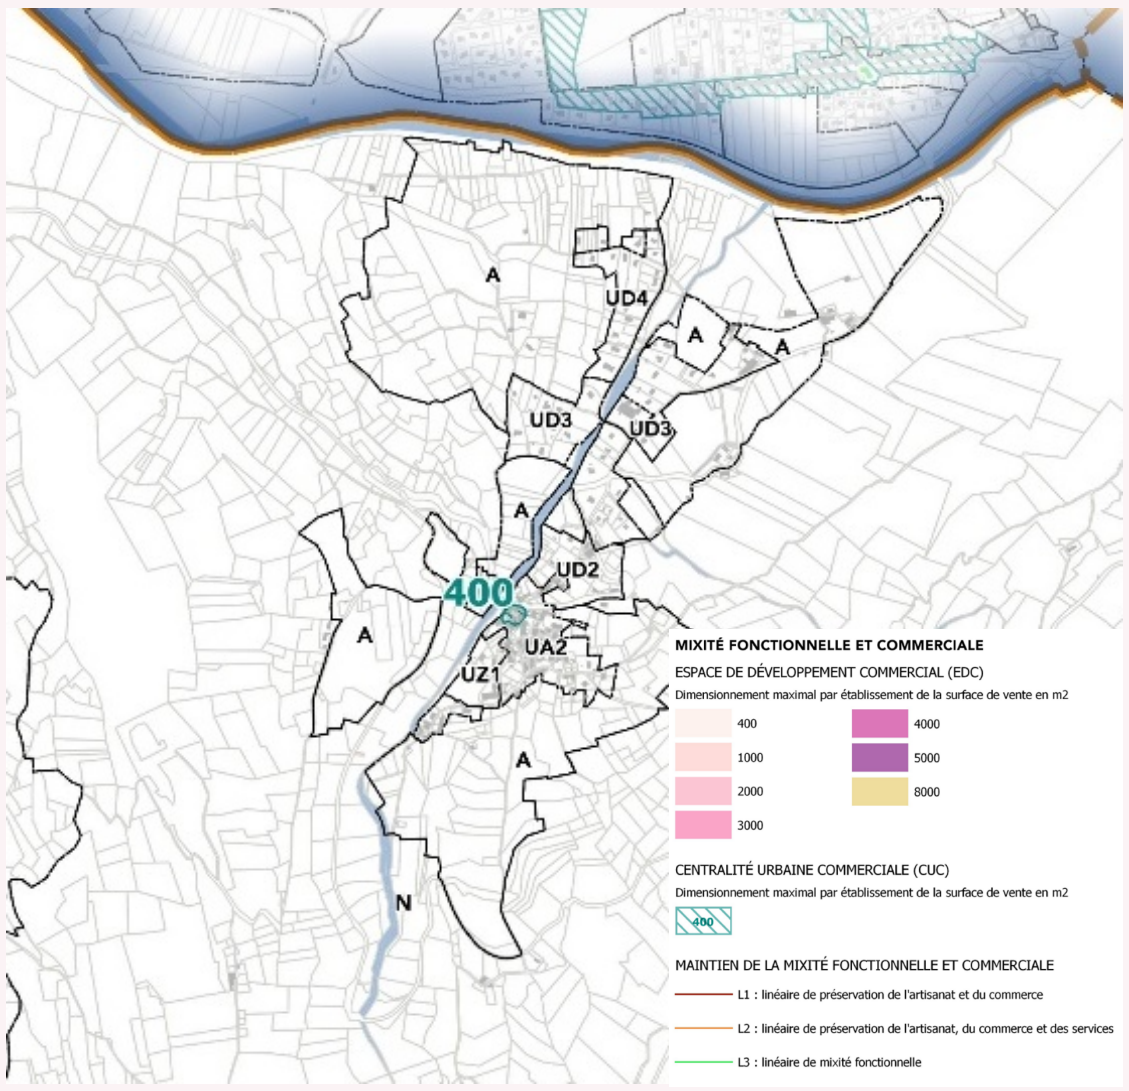 A
UD4
A
A
UD3
UD3
A
UD2
400
A
UA2
UZ1
A
N
MIXITÉ FONCTIONNELLE ET COMMERCIALE
ESPACE DE DÉVELOPPEMENT COMMERCIAL (EDC)
Dimensionnement maximal par établissement de la surface de vente en m2
400
4000
1000
5000
2000
8000
3000
CENTRALITÉ URBAINE COMMERCIALE (CUC)
Dimensionnement maximal par établissement de la surface de vente en m2
400
MAINTIEN DE LA MIXITÉ FONCTIONNELLE ET COMMERCIALE
L1 : linéaire de préservation de l'artisanat et du commerce
L2 : linéaire de préservation de l'artisanat, du commerce et des services
L3 : linéaire de mixité fonctionnelle